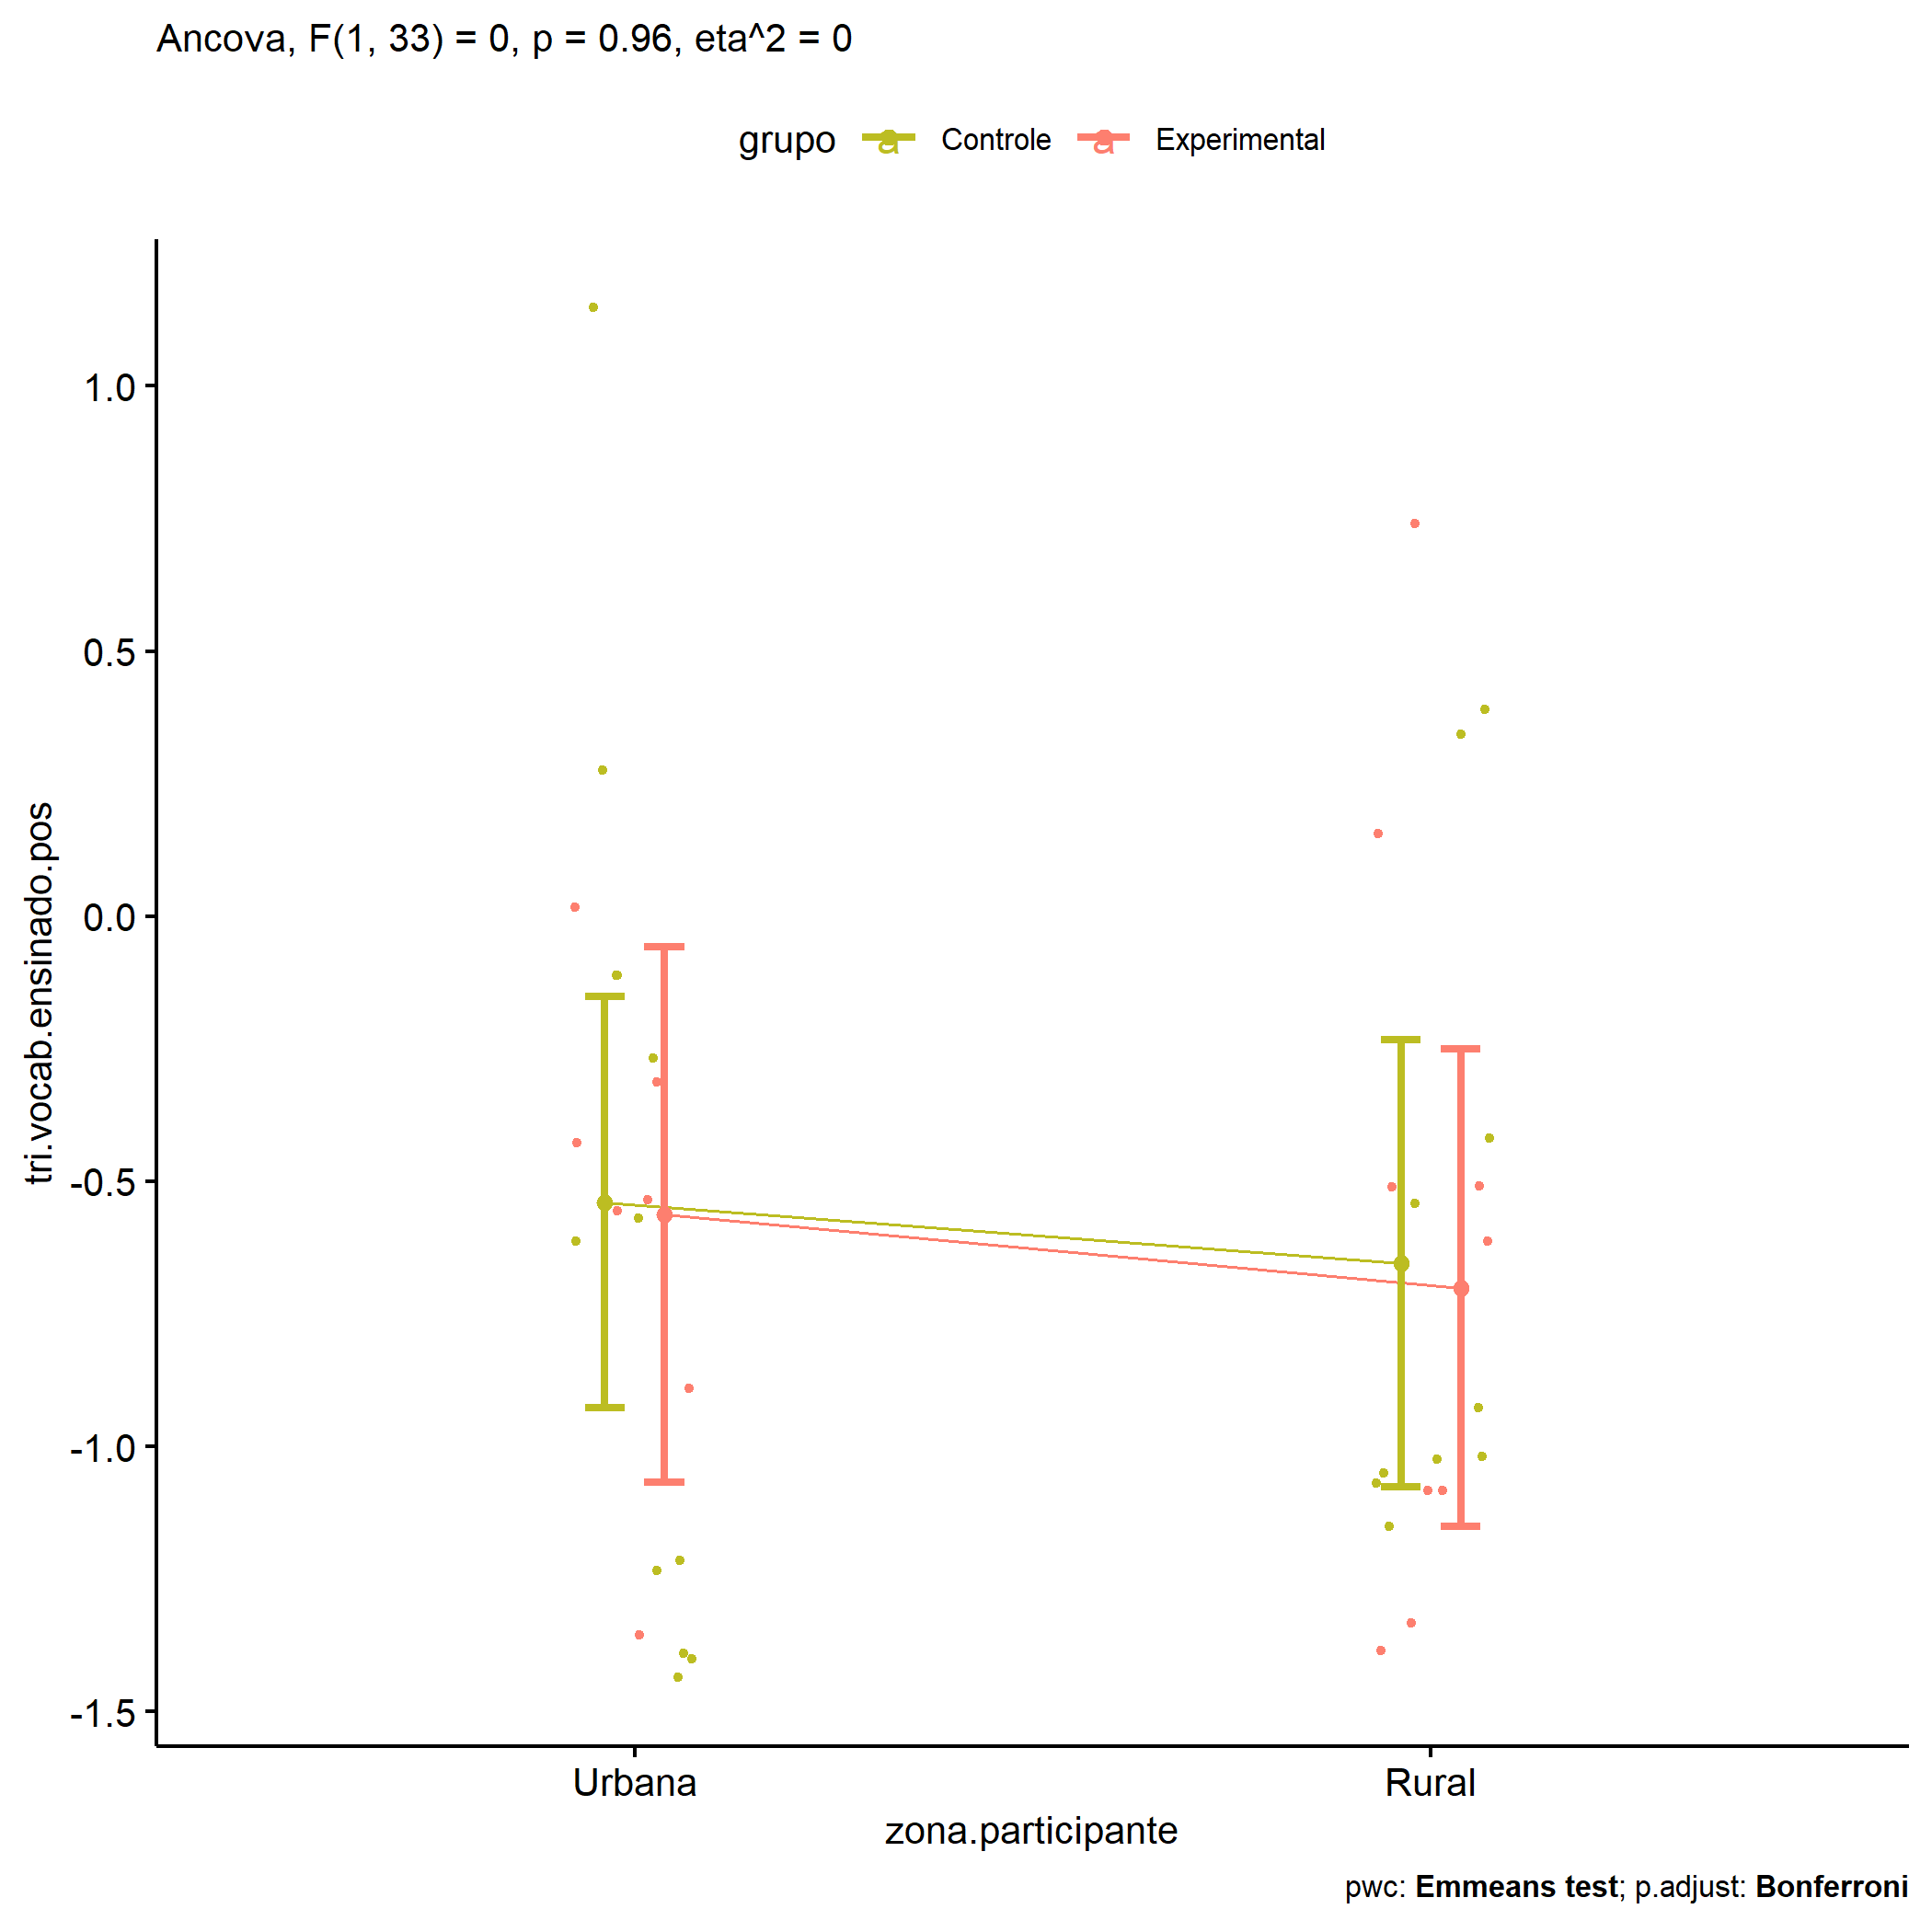 Ancova, F(1, 33) = 0, p = 0.96, eta^2 = 0
grupo a Controle a Experimental
tri.vocab.ensinado.pos
1.0
0.5
0.0
-0.5
-1.0
-1.5
Urbana Rural
zona.participante
pwc: Emmeans test; p.adjust: Bonferroni